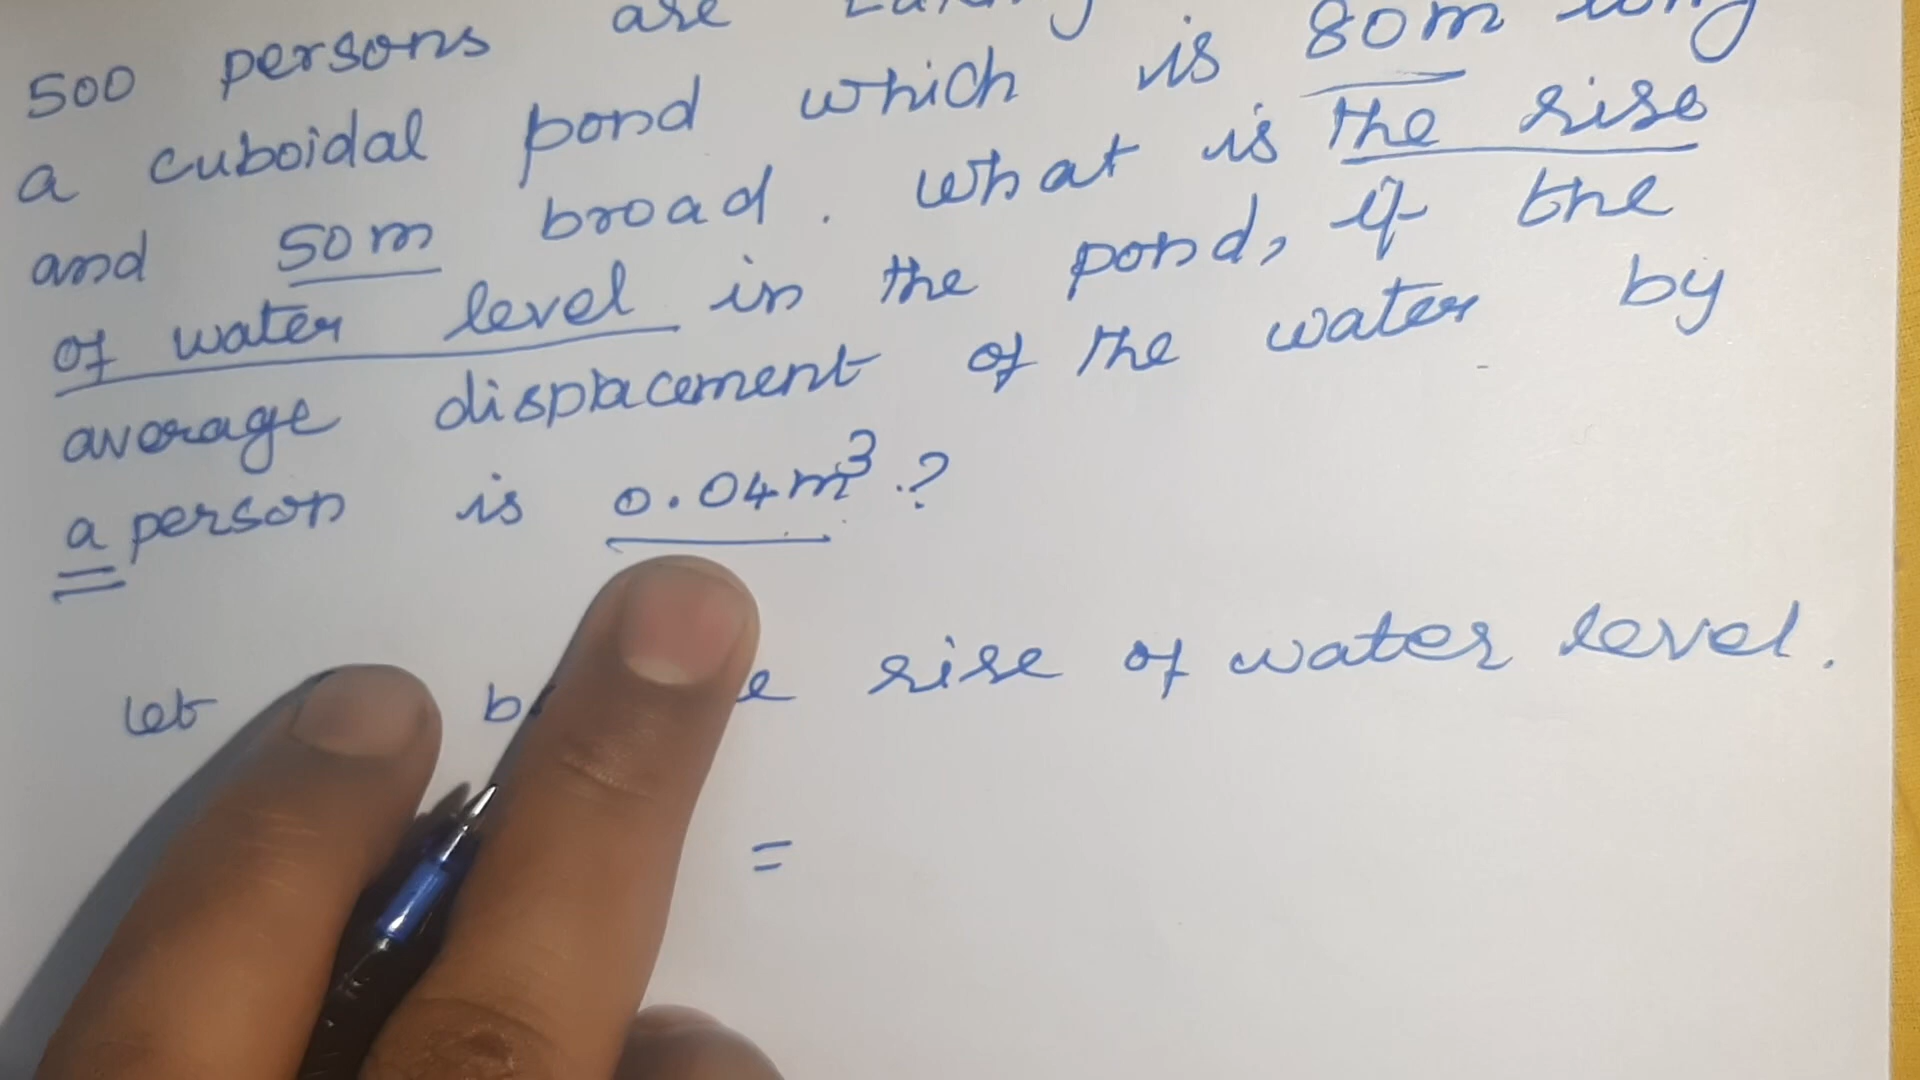 500 persons are
a cuboidal pond which is 80m long
and 50m broad. what is the rise
of water level in the pond, if the
average displacement of the water by
a person is 0.04m³?
let rise of water level.
=